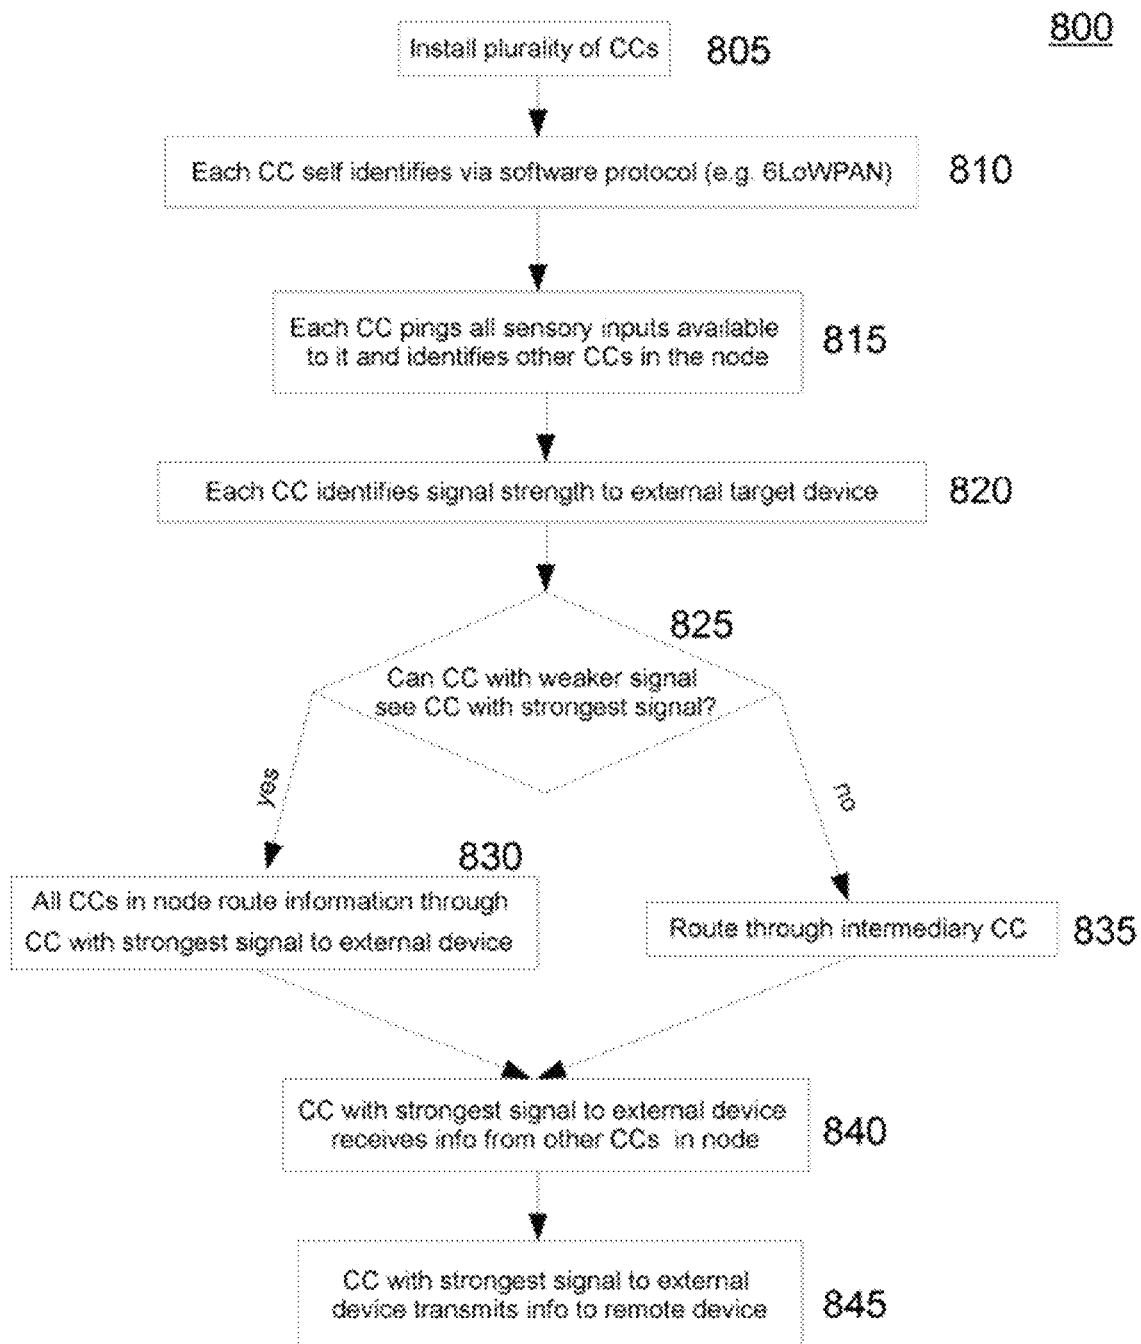 800
Install plurality of CCs
805
Each CC self identifies via software protocol (e.g. 6LoWPAN)
810
Each CC pings all sensory inputs available
to it and identifies other CCs in the node
815
Each CC identifies signal strength to external target device
820
825
Can CC with weaker signal
see CC with strongest signal?
yes
no
830
All CCs in node route information through
CC with strongest signal to external device
Route through intermediary CC
835
CC with strongest signal to external device
receives info from other CCs in node
840
CC with strongest signal to external
device transmits info to remote device
845